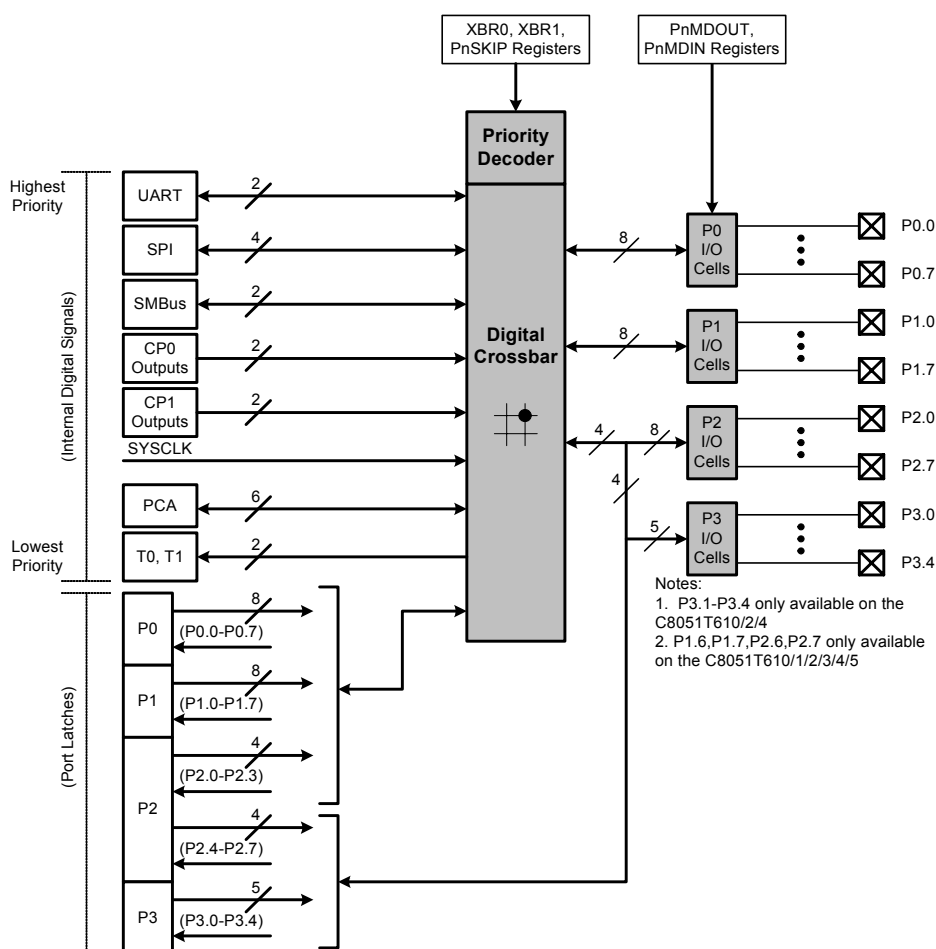 XBR0, XBR1,
PnSKIP Registers
PnMDOUT,
PnMDIN Registers
Priority
Decoder
Highest
Priority
UART
2
SPI
4
SMBus
2
CP0
Outputs
2
CP1
Outputs
2
SYSCLK
PCA
6
Lowest
Priority
T0, T1
2
(Internal Digital Signals)
Digital
Crossbar
8
P0
I/O
Cells
P0.0
P0.7
8
P1
I/O
Cells
P1.0
P1.7
4
8
P2
I/O
Cells
P2.0
P2.7
4
5
P3
I/O
Cells
P3.0
P3.4
Notes:
1. P3.1-P3.4 only available on the
C8051T610/2/4
2. P1.6,P1.7,P2.6,P2.7 only available
on the C8051T610/1/2/3/4/5
(Port Latches)
P0
8
(P0.0-P0.7)
P1
8
(P1.0-P1.7)
P2
4
(P2.0-P2.3)
4
(P2.4-P2.7)
P3
5
(P3.0-P3.4)